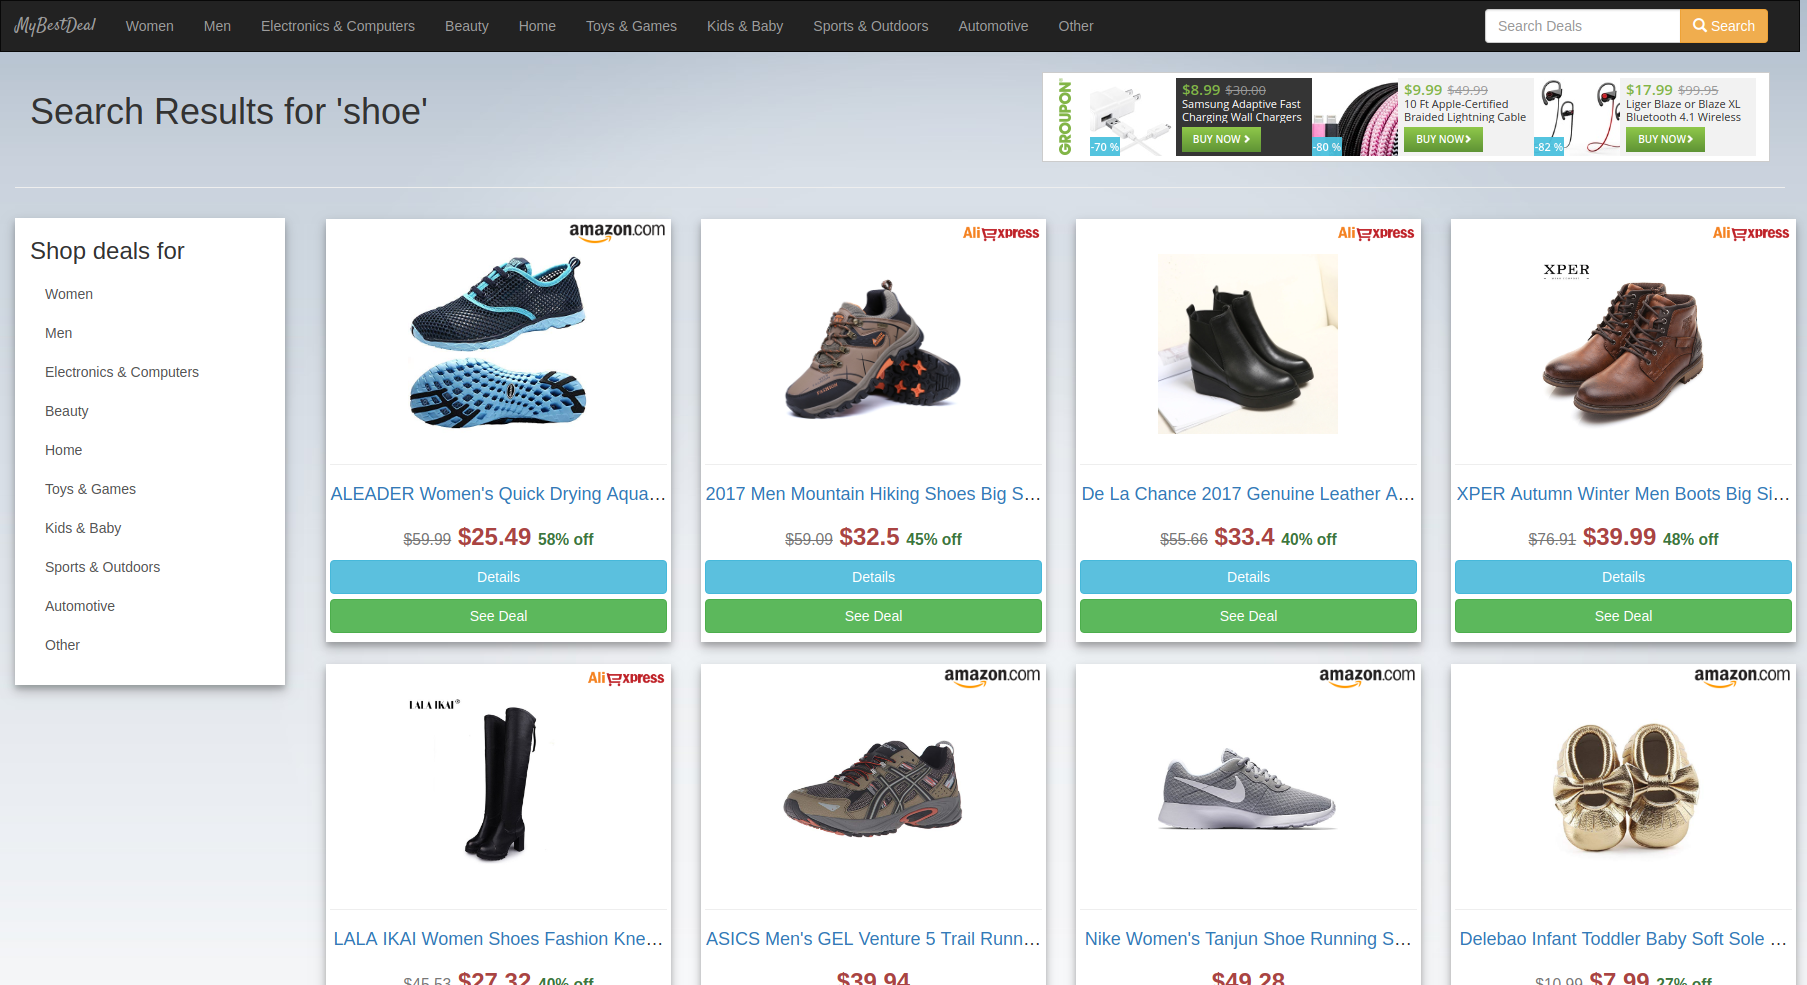 MyBestDeal Women Men Electronics & Computers Beauty Home Toys & Games Kids & Baby Sports & Outdoors Automotive Other Search Deals Search
Search Results for 'shoe'
GROUPON
-70 %
$8.99 $30.00
Samsung Adaptive Fast
Charging Wall Chargers
BUY NOW
-80 %
$9.99 $49.99
10 Ft Apple-Certified
Braided Lightning Cable
BUY NOW
-82 %
$17.99 $99.95
Liger Blaze or Blaze XL
Bluetooth 4.1 Wireless
BUY NOW
Shop deals for
Women
Men
Electronics & Computers
Beauty
Home
Toys & Games
Kids & Baby
Sports & Outdoors
Automotive
Other
amazon.com
ALEADER Women's Quick Drying Aqua...
$59.99 $25.49 58% off
Details
See Deal
AliExpress
2017 Men Mountain Hiking Shoes Big S...
$59.09 $32.5 45% off
Details
See Deal
AliExpress
De La Chance 2017 Genuine Leather A...
$55.66 $33.4 40% off
Details
See Deal
AliExpress
XPER
XPER Autumn Winter Men Boots Big Si...
$76.91 $39.99 48% off
Details
See Deal
AliExpress
LALA IKAI®
LALA IKAI Women Shoes Fashion Kne...
$45.53 $27.32 40% off
amazon.com
ASICS Men's GEL Venture 5 Trail Runn...
$39.94
amazon.com
Nike Women's Tanjun Shoe Running S...
$49.28
amazon.com
Delebao Infant Toddler Baby Soft Sole ...
$10.99 $7.99 27% off